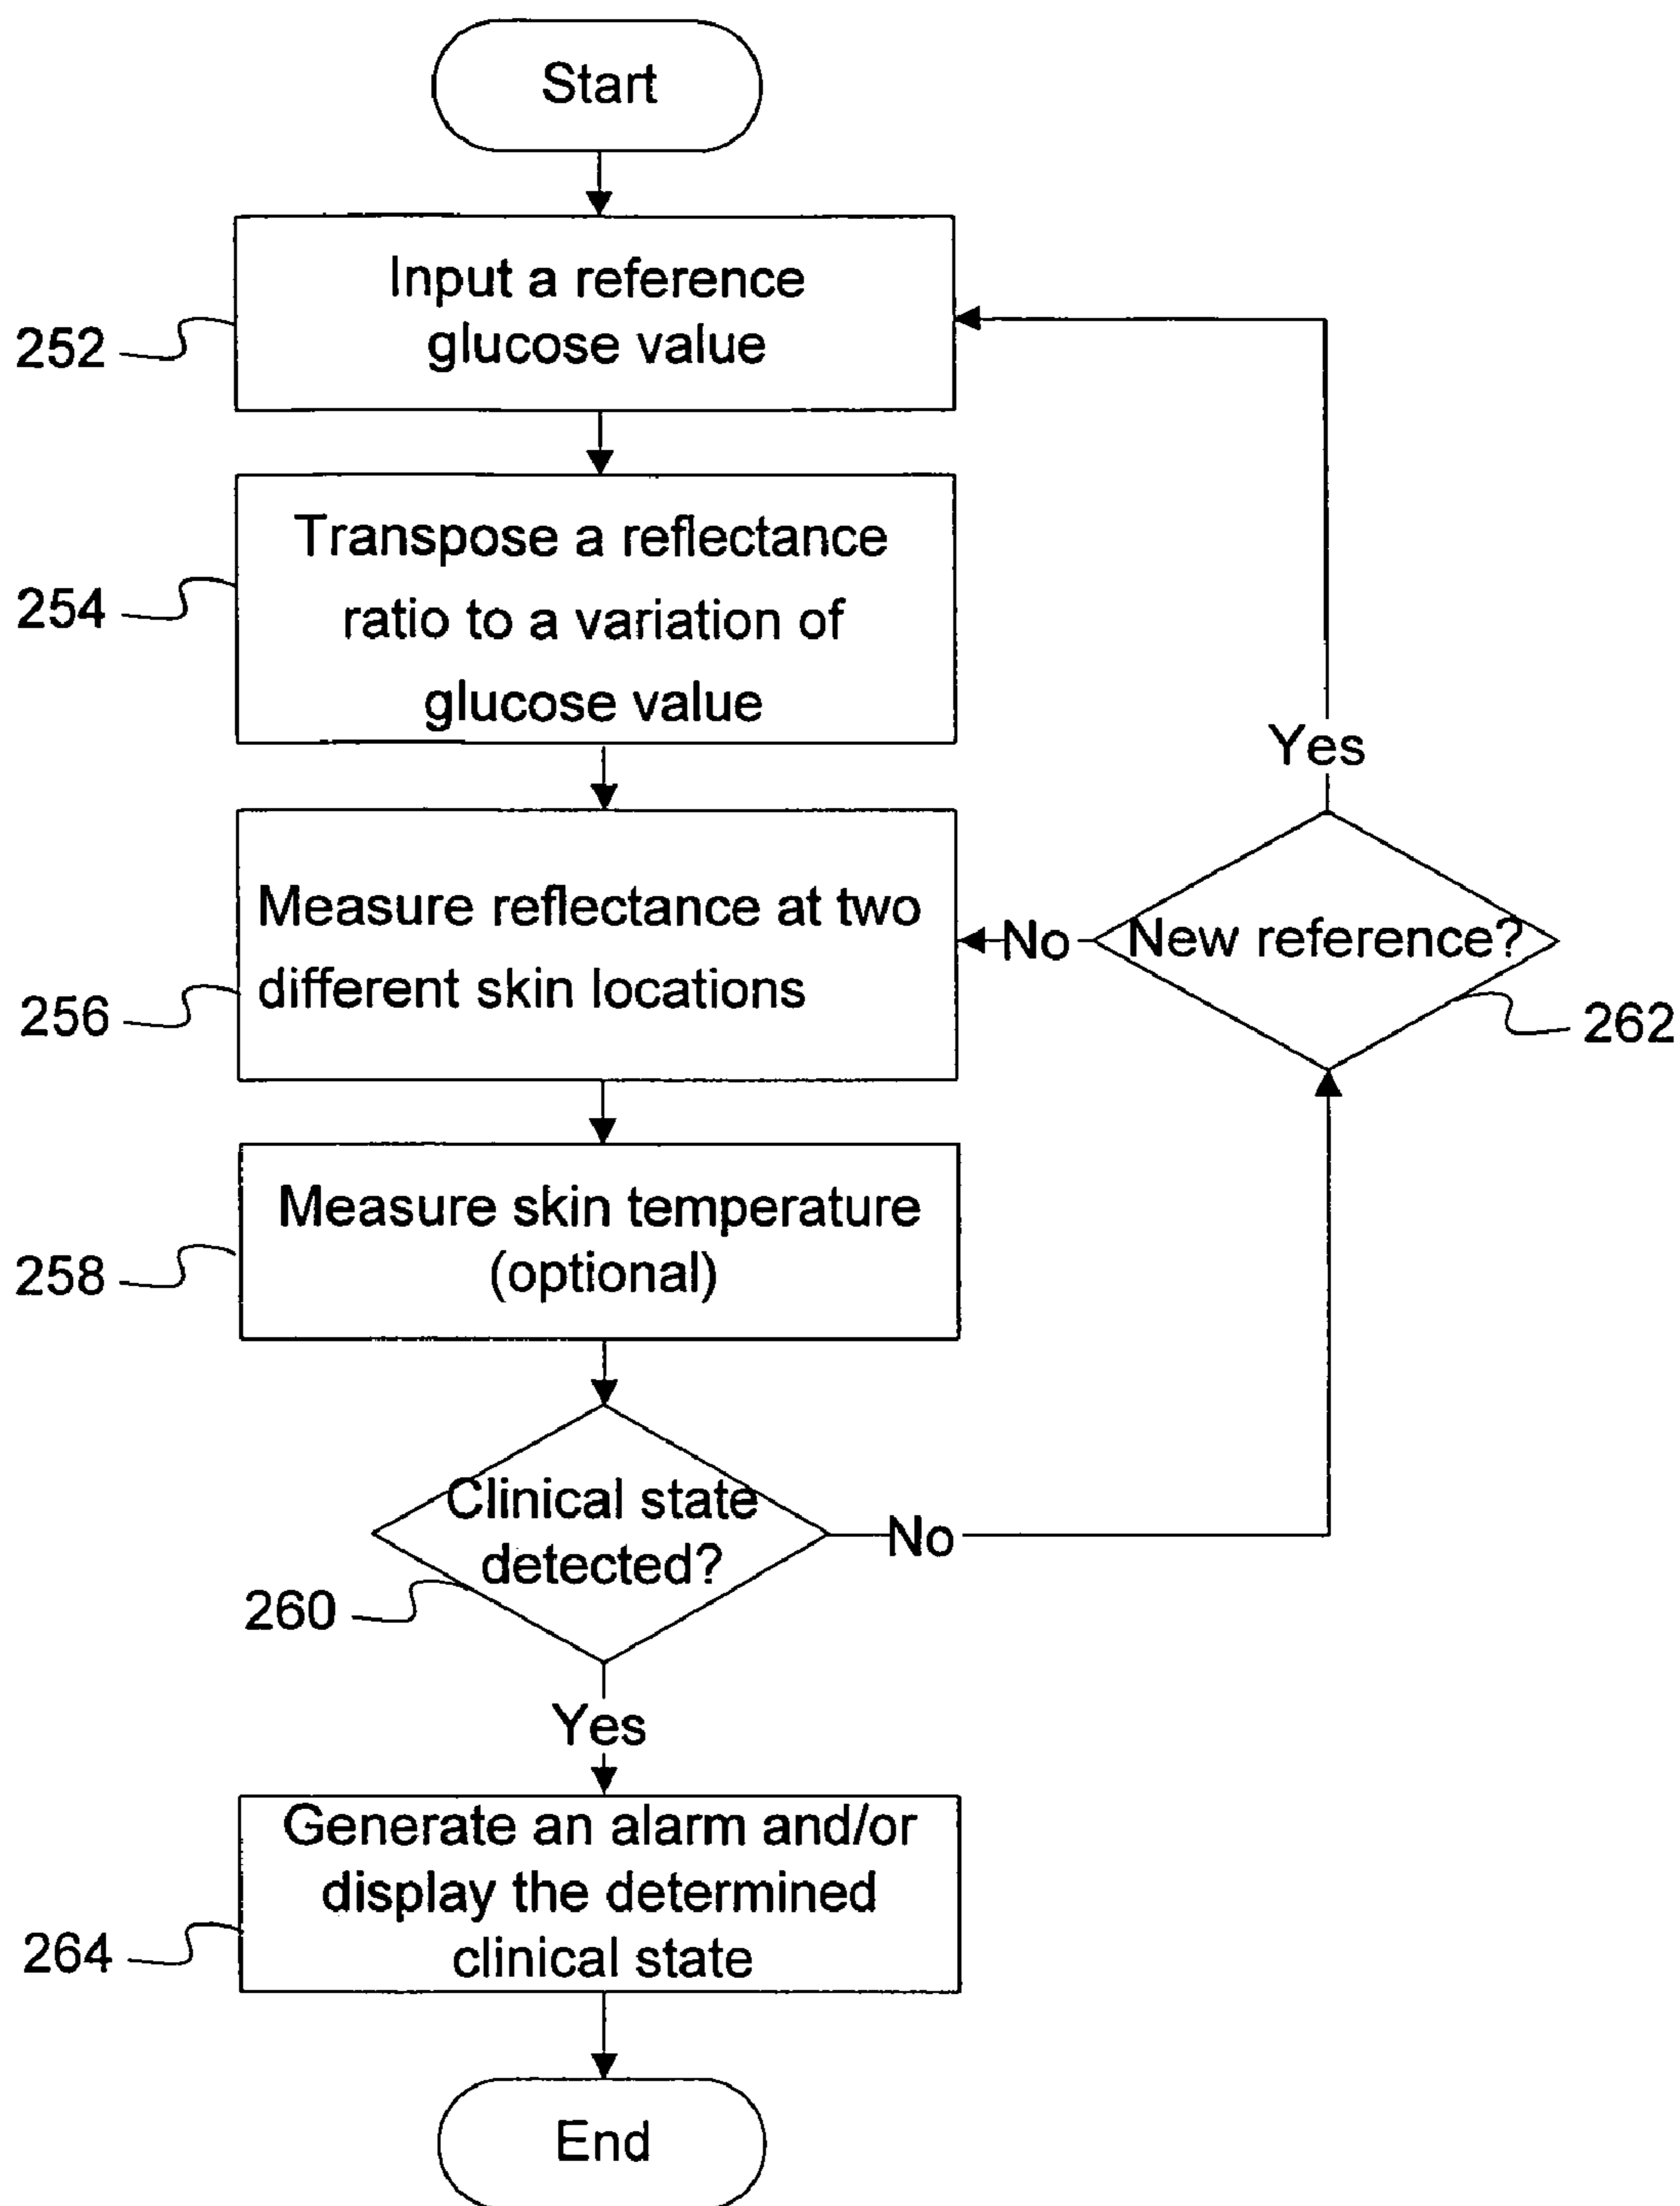 Start
Input a reference
glucose value
252
Transpose a reflectance
ratio to a variation of
glucose value
254
Yes
Measure reflectance at two
different skin locations
256
No
New reference?
262
Measure skin temperature
(optional)
258
Clinical state
detected?
No
260
Yes
Generate an alarm and/or
display the determined
clinical state
264
End